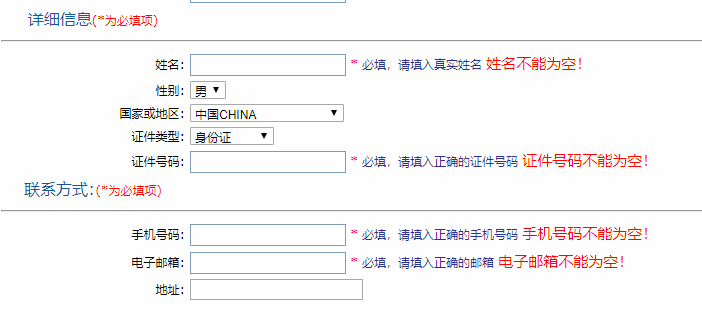 详细信息(*为必填项)
姓名: * 必填，请填入真实姓名 姓名不能为空！
性别: 男
国家或地区: 中国CHINA
证件类型: 身份证
证件号码: * 必填，请填入正确的证件号码 证件号码不能为空！
联系方式:(*为必填项)
手机号码: * 必填，请填入正确的手机号码 手机号码不能为空！
电子邮箱: * 必填，请填入正确的邮箱 电子邮箱不能为空！
地址: